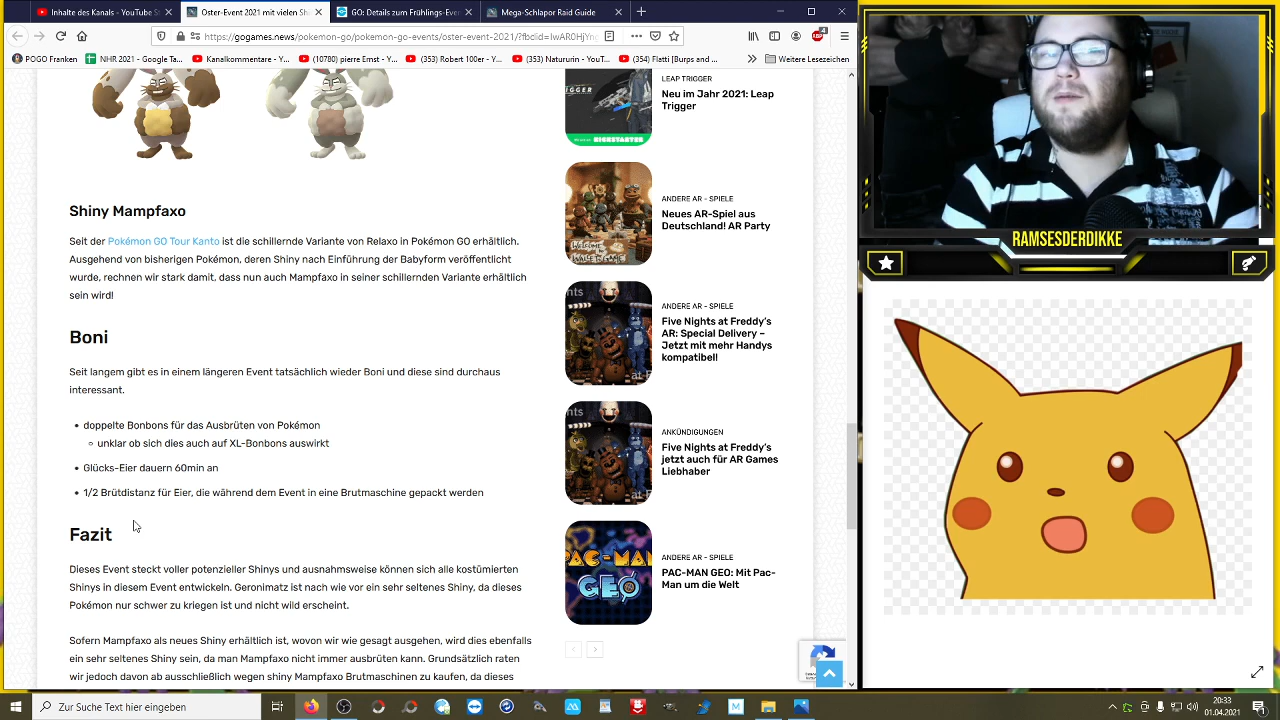 Kanals - YouTube St
Oster-Event 2021 mit vielen Sh
GO: Details zum Frühlings-Eve
Mega-Schlapor Raid Guide
https://gogames.news/pokemon-go/pokemon-go-events/oster-event-2021/?fbclid=IwAR0HjYn
POGO Franken
NHR 2021 - Google Ta...
Kanalkommentare - Y...
(10780) pierre Ernst - Y...
(353) Robert 100er - Y...
(353) Natururin - YouT...
(354) Flatti [Burps and ...
Weitere Lesezeichen
LEAP TRIGGER
Neu im Jahr 2021: Leap
Trigger
KICKSTARTER
ANDERE AR - SPIELE
Neues AR-Spiel aus
Deutschland! AR Party
ANDERE AR - SPIELE
Five Nights at Freddy's
AR: Special Delivery –
Jetzt mit mehr Handys
kompatibel!
ANKÜNDIGUNGEN
Five Nights at Freddy's
jetzt auch für AR Games
Liebhaber
ANDERE AR - SPIELE
PAC-MAN GEO: Mit Pac-
Man um die Welt
PAC-MAN
GEO
Shiny Mampfaxo
Seit der Pokémon GO Tour Kanto ist die schillernde Variante von Relaxo in Pokémon GO erhältlich.
Ausgehend von bisherigen Pokémon, deren Shiny nach Einführung der Babyform veröffentlicht
wurde, rechnen wir stark damit, dass nun auch Mampfaxo in seiner schillernden Variante erhältlich
sein wird!
Boni
Seit langem gibt es in einem längeren Event tatsächlich wieder Boni und diese sind durchaus
interessant.
doppelte Bonbons für das Ausbrüten von Pokémon
unklar ob sich dies auch auf XL-Bonbons auswirkt
Glücks-Eier dauern 60min an
1/2 Brütdistanz für Eier, die während dem Event in eine Brutmaschine gepackt werden
Fazit
Dieses Event steckt voller potenzieller Shinys und ausnahmsweise können sich alle kostümierten
Shinys in diesem Event entwickeln. Geronimatz ist nach wie vor ein sehr seltenes Shiny, da dieses
Pokémon nur schwer zu kriegen ist und nicht wild erscheint.
Sofern Mampfaxo als neues Shiny erhältlich ist, wovon wir wie gesagt ausgehen, wird dies ebenfalls
ein sehr seltenes Shiny sein, da man Mampfaxo nicht immer ausbrüten kann. Grundsätzlich raten
wir jedoch davon ab ausschließlich wegen shiny Mampfaxo Brutmaschinen zu kaufen, da dieses
RAMSESDERDIKKE
Zur Suche Text hier eingeben
20:33
01.04.2021